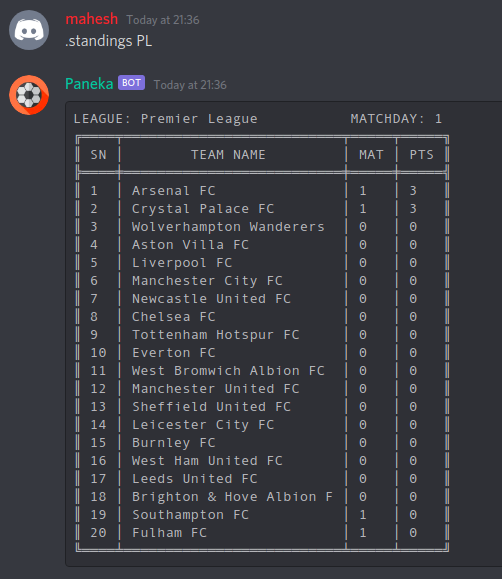 mahesh Today at 21:36
.standings PL
Paneka BOT Today at 21:36
LEAGUE: Premier League MATCHDAY: 1
SN TEAM NAME MAT PTS
1 Arsenal FC 1 3
2 Crystal Palace FC 1 3
3 Wolverhampton Wanderers 0 0
4 Aston Villa FC 0 0
5 Liverpool FC 0 0
6 Manchester City FC 0 0
7 Newcastle United FC 0 0
8 Chelsea FC 0 0
9 Tottenham Hotspur FC 0 0
10 Everton FC 0 0
11 West Bromwich Albion FC 0 0
12 Manchester United FC 0 0
13 Sheffield United FC 0 0
14 Leicester City FC 0 0
15 Burnley FC 0 0
16 West Ham United FC 0 0
17 Leeds United FC 0 0
18 Brighton & Hove Albion F 0 0
19 Southampton FC 1 0
20 Fulham FC 1 0